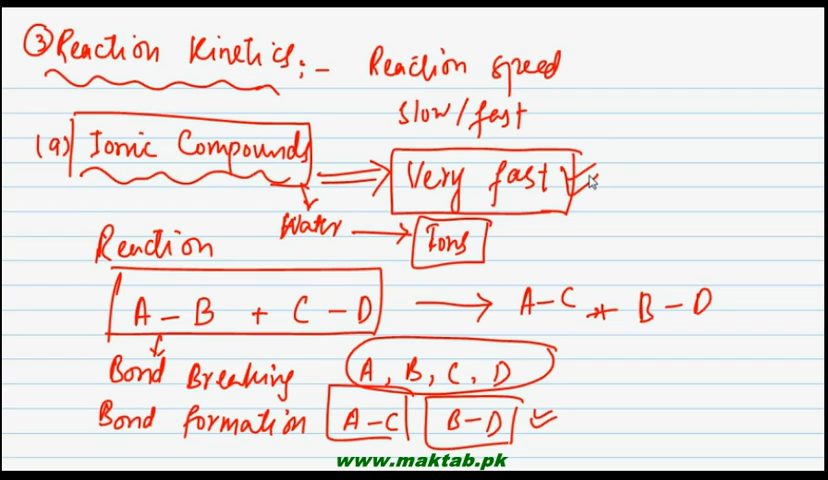 ③ Reaction Kinetics :- Reaction speed
slow/fast
(a) Ionic Compounds ⟹ Very fast
Water → Ions
Reaction
A-B + C-D → A-C + B-D
Bond Breaking A, B, C, D
Bond formation A-C B-D
www.maktab.pk